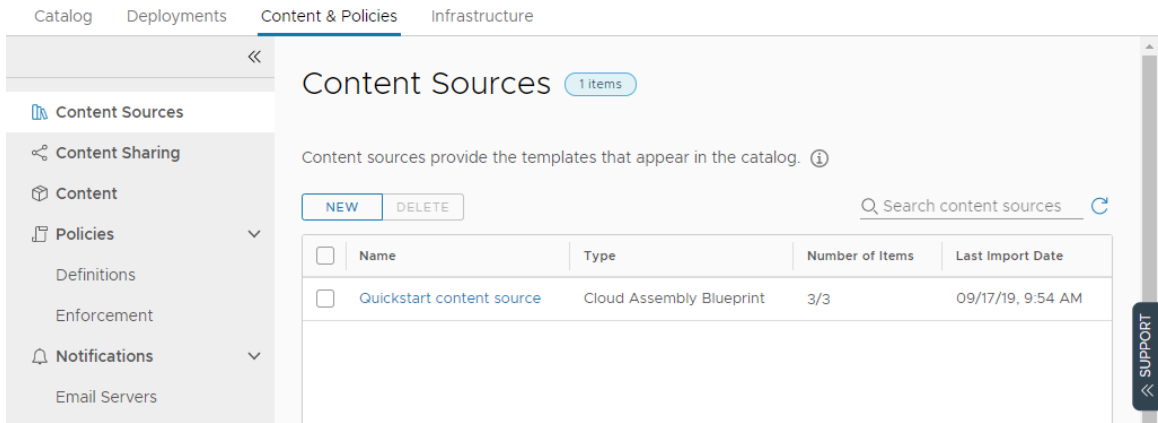 Catalog Deployments Content & Policies Infrastructure
Content Sources
Content Sharing
Content
Policies
Definitions
Enforcement
Notifications
Email Servers
Content Sources 1 items
Content sources provide the templates that appear in the catalog.
NEW DELETE Search content sources
Name Type Number of Items Last Import Date
Quickstart content source Cloud Assembly Blueprint 3/3 09/17/19, 9:54 AM
SUPPORT